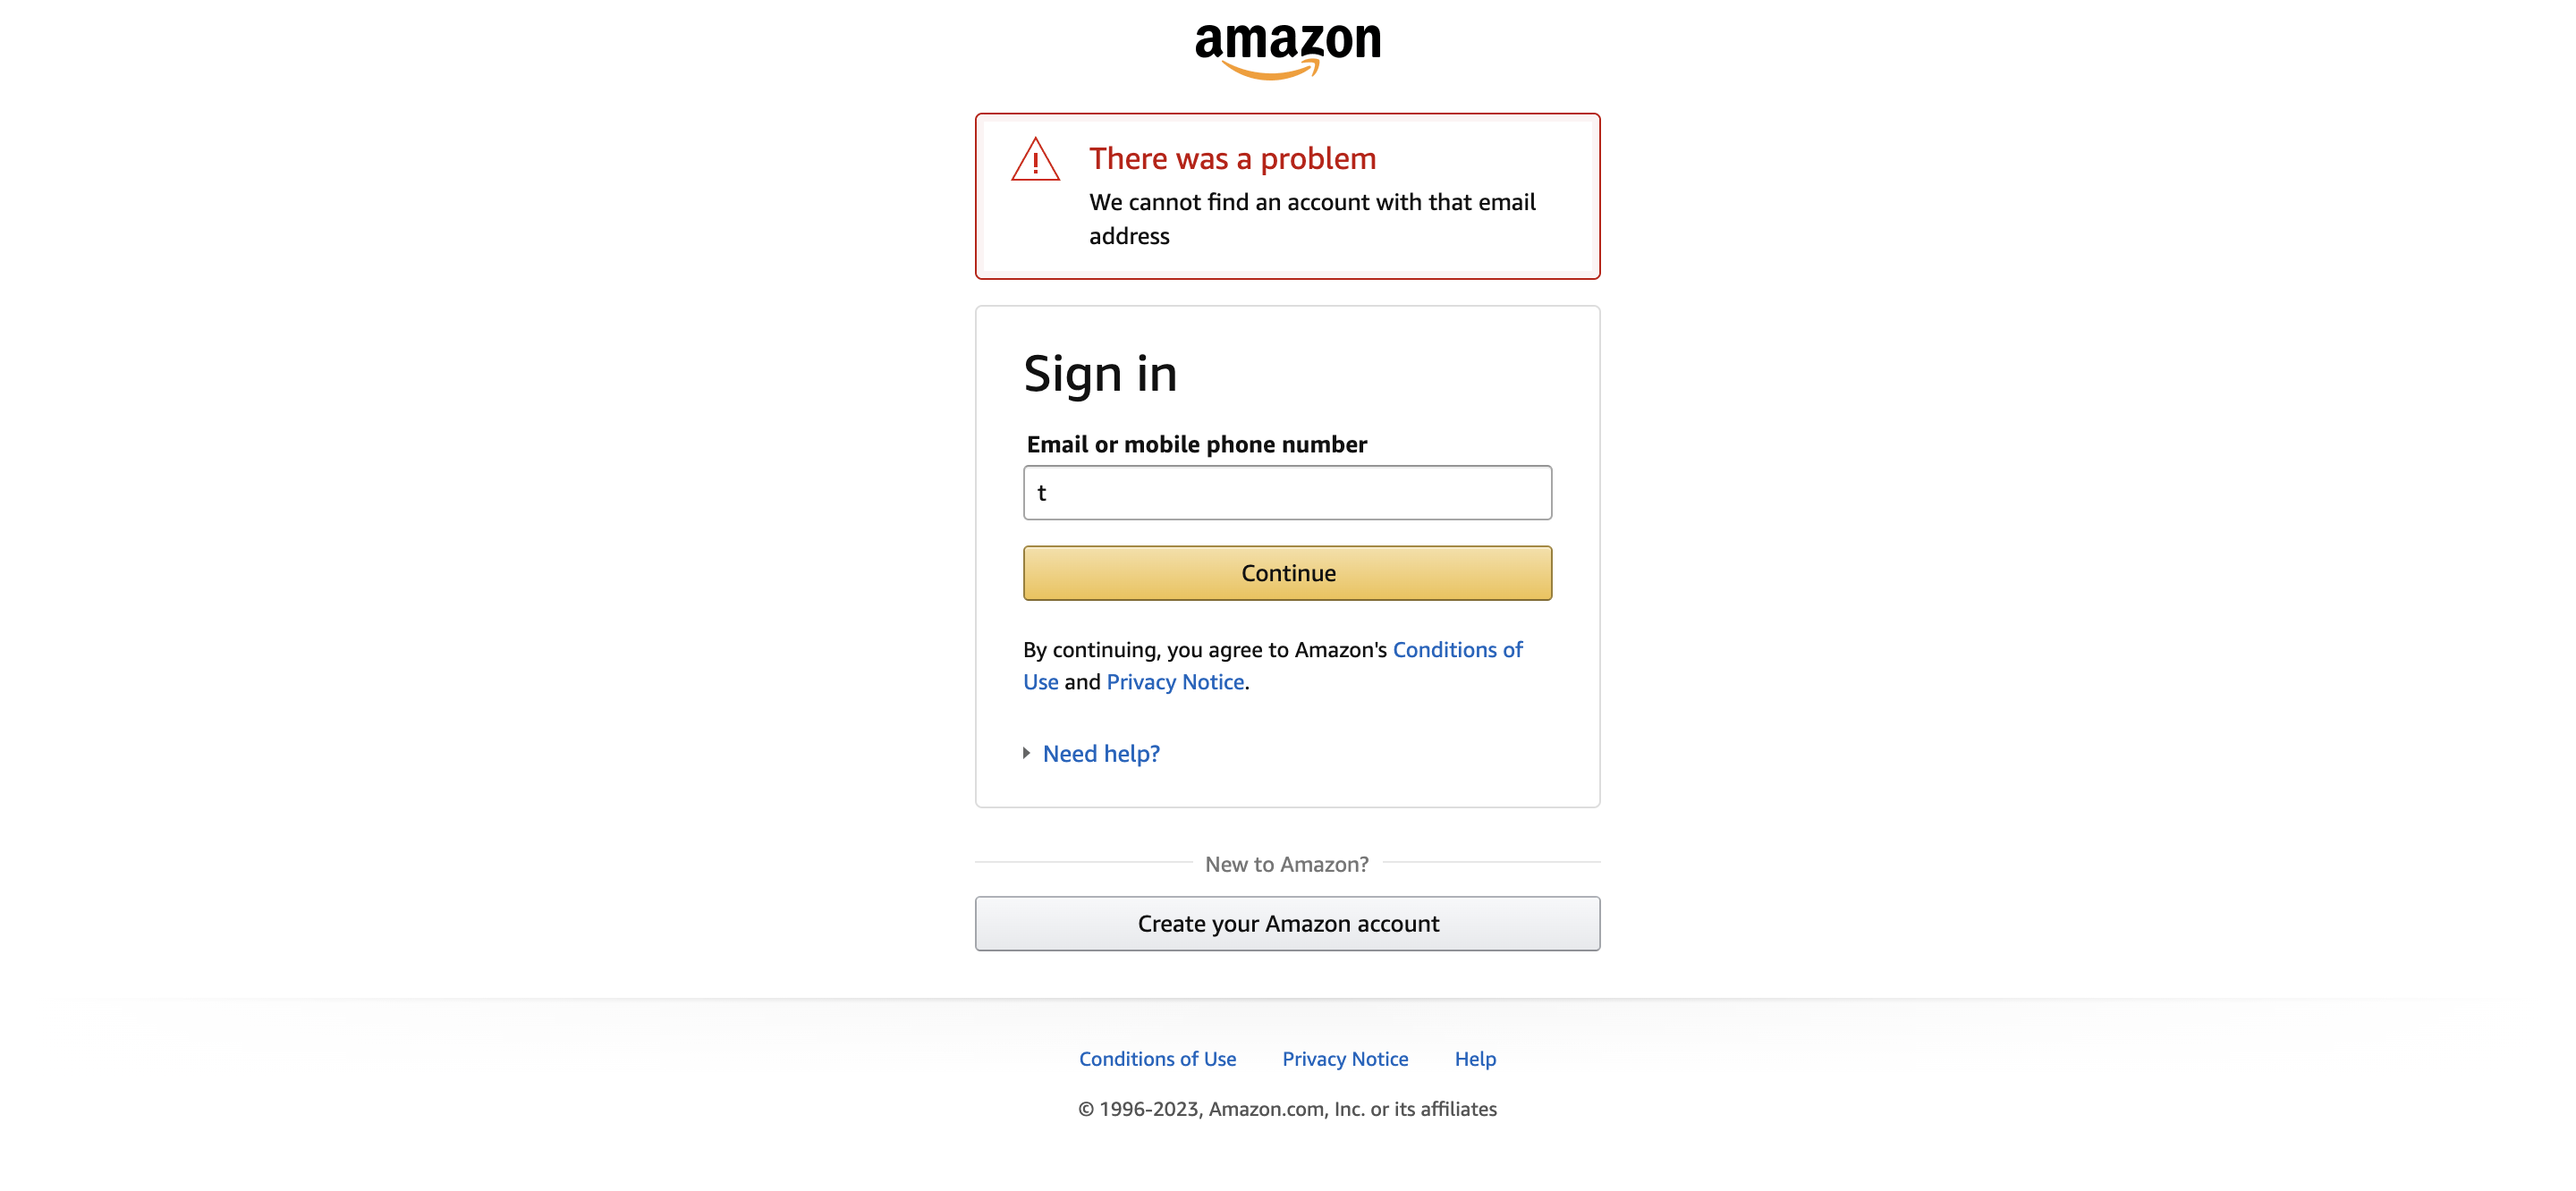 amazon
There was a problem
We cannot find an account with that email
address
Sign in
Email or mobile phone number
t
Continue
By continuing, you agree to Amazon's Conditions of
Use and Privacy Notice.
Need help?
New to Amazon?
Create your Amazon account
Conditions of Use Privacy Notice Help
© 1996-2023, Amazon.com, Inc. or its affiliates